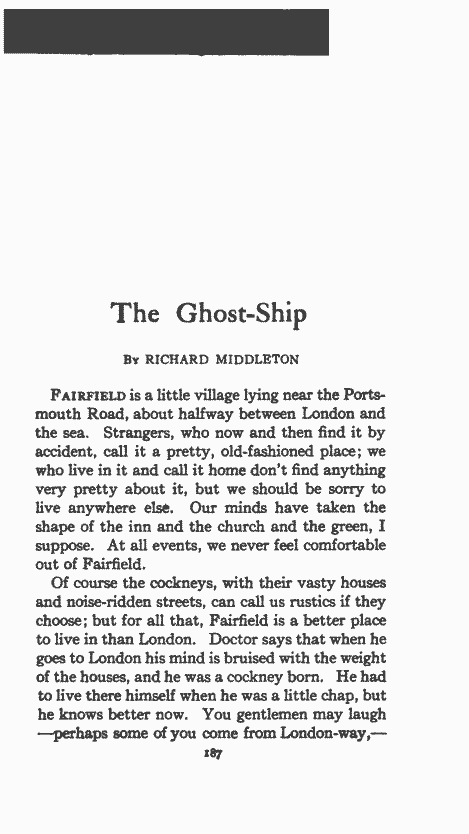 The Ghost-Ship
By RICHARD MIDDLETON
FAIRFIELD is a little village lying near the Ports-
mouth Road, about halfway between London and
the sea. Strangers, who now and then find it by
accident, call it a pretty, old-fashioned place; we
who live in it and call it home don't find anything
very pretty about it, but we should be sorry to
live anywhere else. Our minds have taken the
shape of the inn and the church and the green, I
suppose. At all events, we never feel comfortable
out of Fairfield.
Of course the cockneys, with their vasty houses
and noise-ridden streets, can call us rustics if they
choose; but for all that, Fairfield is a better place
to live in than London. Doctor says that when he
goes to London his mind is bruised with the weight
of the houses, and he was a cockney born. He had
to live there himself when he was a little chap, but
he knows better now. You gentlemen may laugh
—perhaps some of you come from London-way,—
187